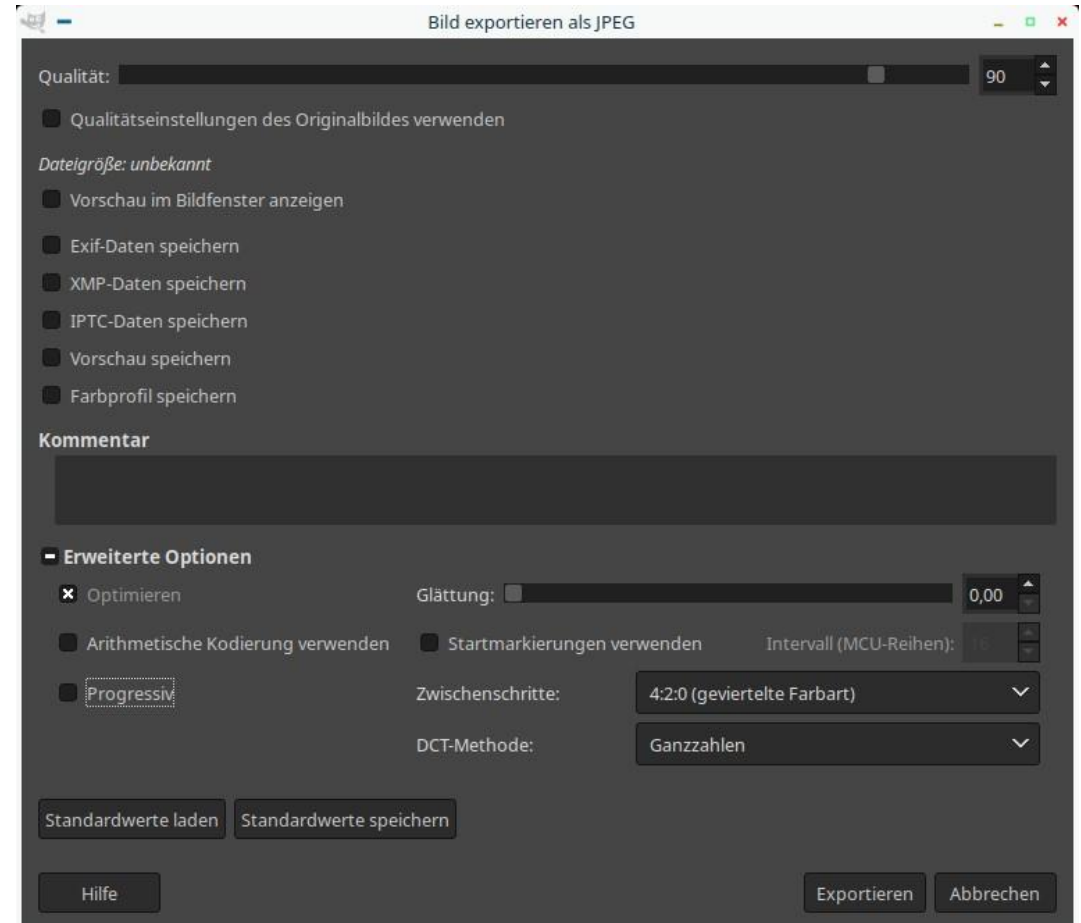 Bild exportieren als JPEG
Qualität: 90
Qualitätseinstellungen des Originalbildes verwenden
Dateigröße: unbekannt
Vorschau im Bildfenster anzeigen
Exif-Daten speichern
XMP-Daten speichern
IPTC-Daten speichern
Vorschau speichern
Farbprofil speichern
Kommentar
Erweiterte Optionen
Optimieren Glättung: 0,00
Arithmetische Kodierung verwenden Startmarkierungen verwenden Intervall (MCU-Reihen): 16
Progressiv Zwischenschritte: 4:2:0 (geviertelte Farbart)
DCT-Methode: Ganzzahlen
Standardwerte laden Standardwerte speichern
Hilfe Exportieren Abbrechen